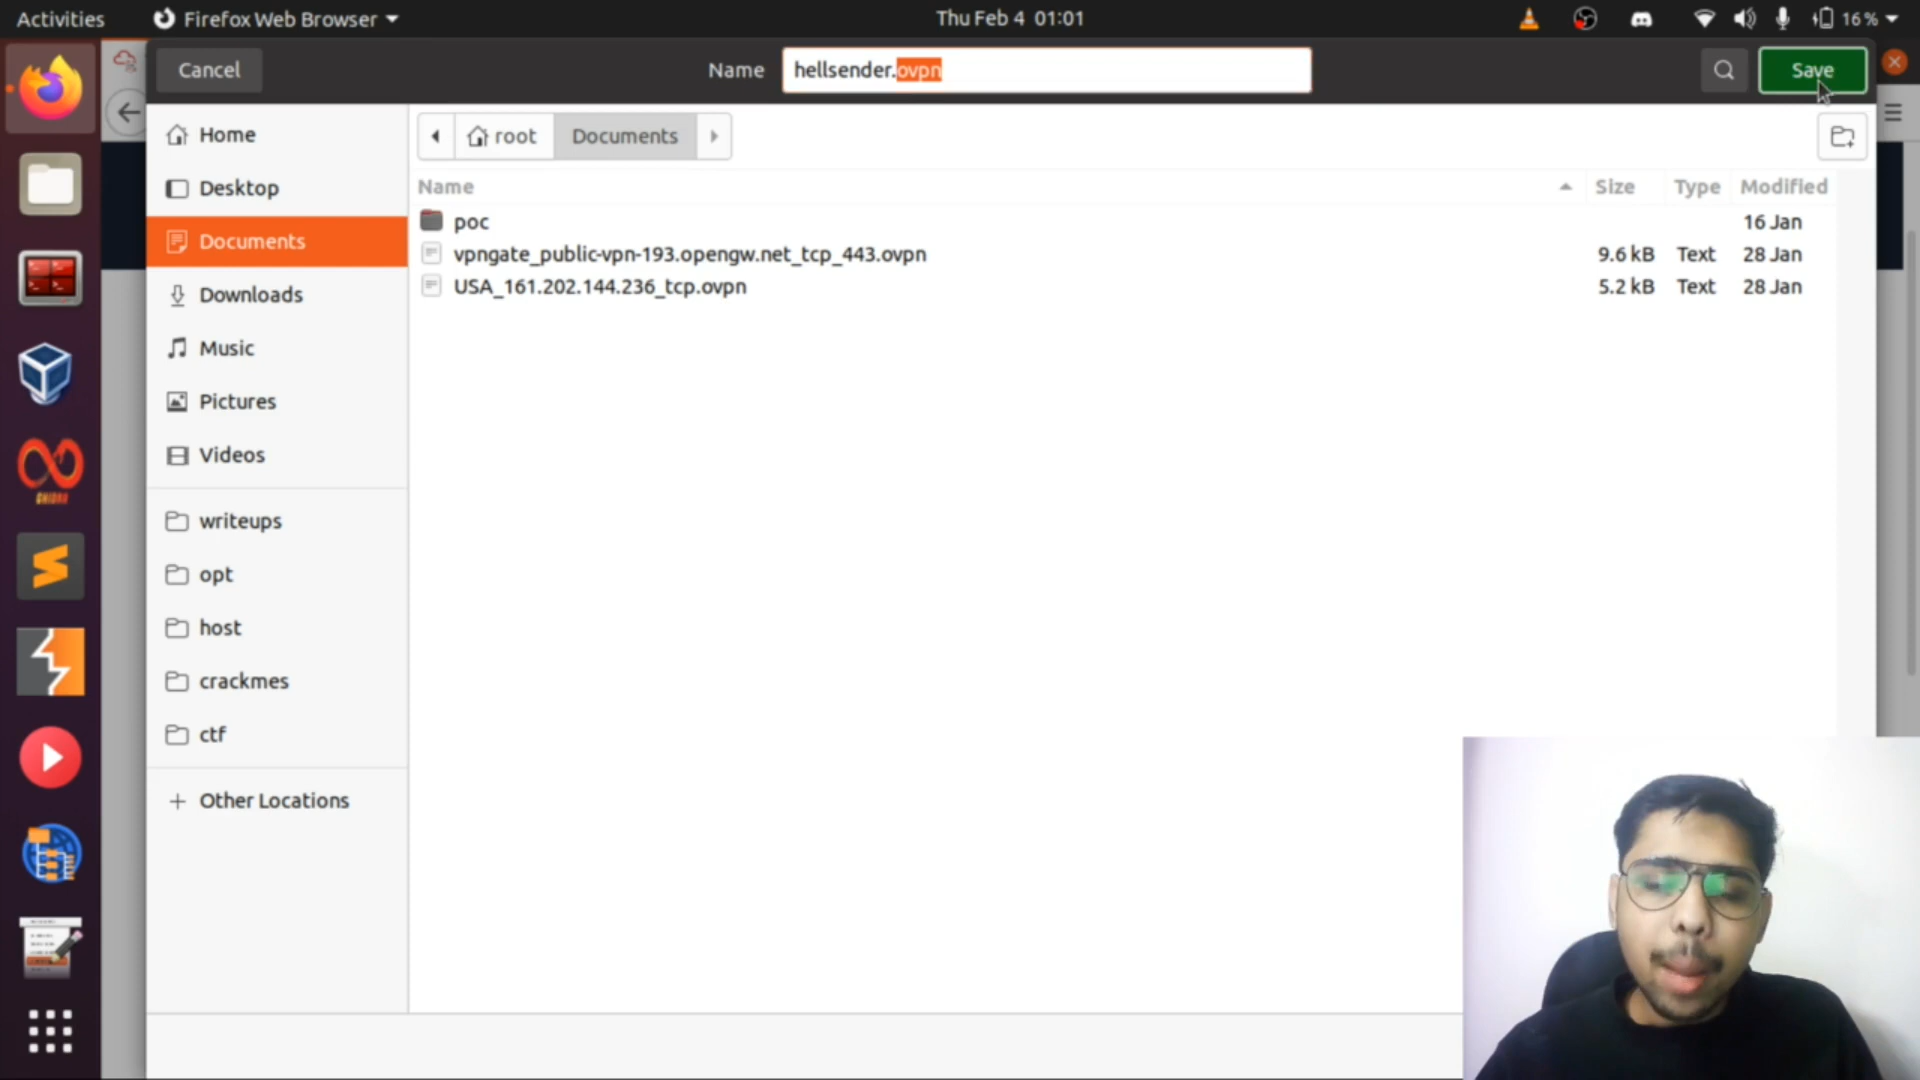 Activities
Firefox Web Browser
Thu Feb 4 01:01
16%
Cancel
Name
hellsender.ovpn
Save
Home
Desktop
Documents
Downloads
Music
Pictures
Videos
writeups
opt
host
crackmes
ctf
Other Locations
root
Documents
Name Size Type Modified
poc 16 Jan
vpngate_public-vpn-193.opengw.net_tcp_443.ovpn 9.6 kB Text 28 Jan
USA_161.202.144.236_tcp.ovpn 5.2 kB Text 28 Jan
GHIDRA